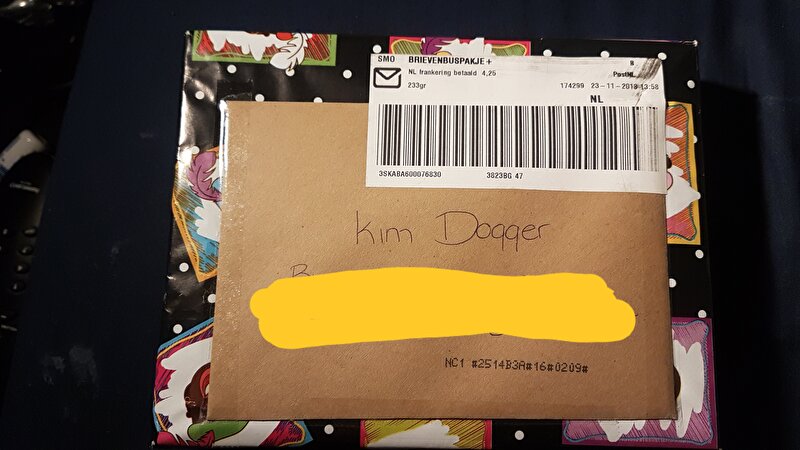 SMO BRIEVENBUSPAKJE + B
NL frankering betaald 4,25 PostNL
233gr 174299 23-11-2018 13:58
NL
3SKABA600076830 3823BG 47
Kim Dogger
B
NC1 #2514B3A#16#0209#